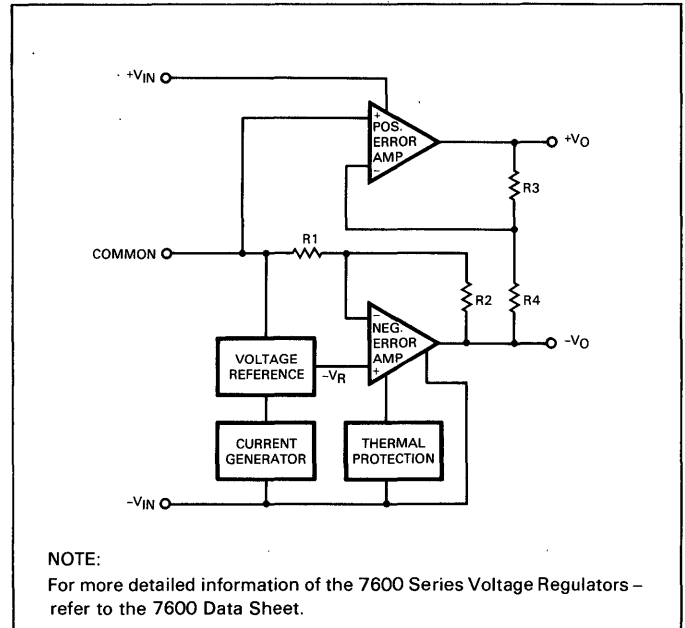 +VIN
+
POS.
ERROR
AMP
–
+VO
R3
COMMON
R1
R2
R4
–
NEG.
ERROR
AMP
+
–VO
VOLTAGE
REFERENCE
–VR
CURRENT
GENERATOR
THERMAL
PROTECTION
–VIN
NOTE:
For more detailed information of the 7600 Series Voltage Regulators –
refer to the 7600 Data Sheet.